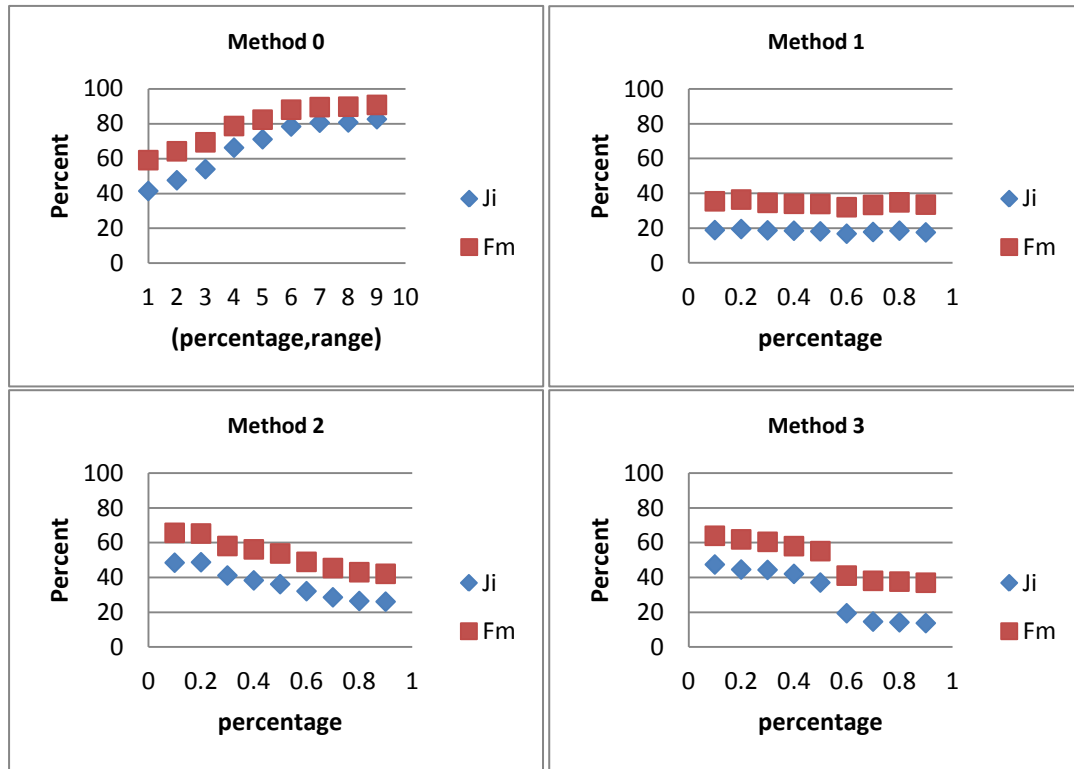 Method 0
100
80
60
40
20
0
Percent
1 2 3 4 5 6 7 8 9 10
(percentage,range)
Ji
Fm
Method 1
100
80
60
40
20
0
Percent
0 0.2 0.4 0.6 0.8 1
percentage
Ji
Fm
Method 2
100
80
60
40
20
0
Percent
0 0.2 0.4 0.6 0.8 1
percentage
Ji
Fm
Method 3
100
80
60
40
20
0
Percent
0 0.2 0.4 0.6 0.8 1
percentage
Ji
Fm